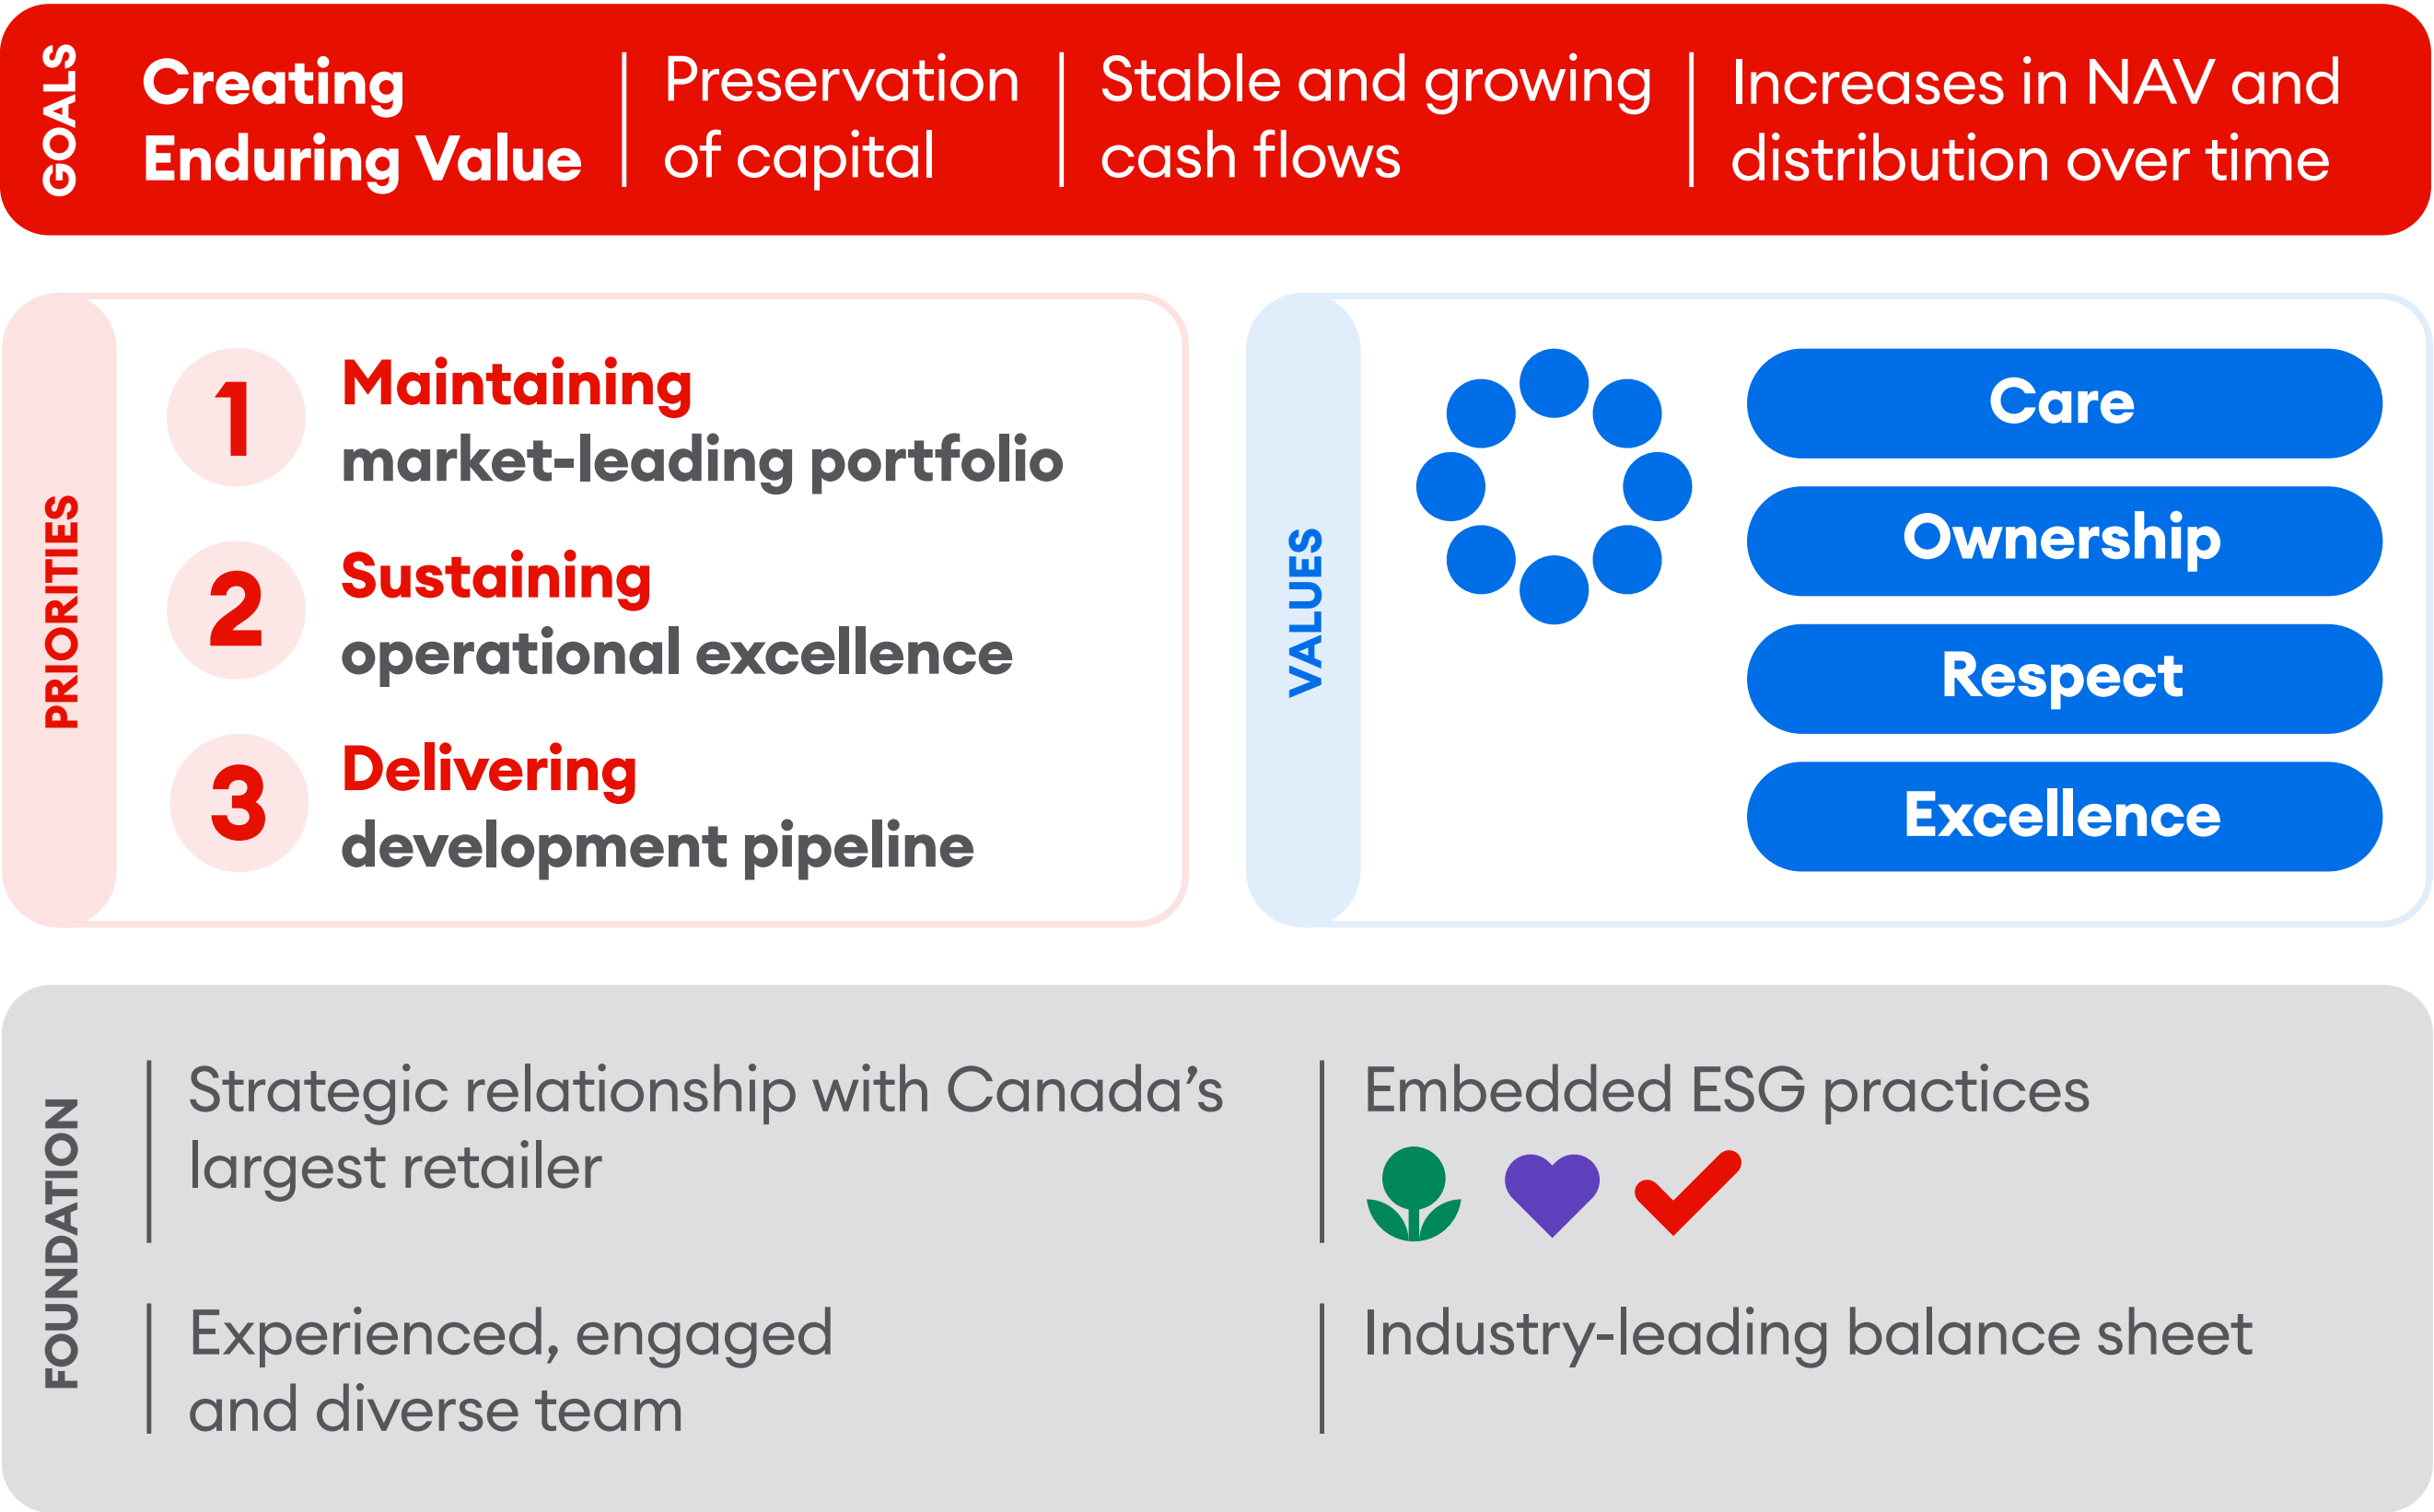 GOALS
Creating
Enduring Value
Preservation
of capital
Stable and growing
cash flows
Increases in NAV and
distribution over time
PRIORITIES
1
Maintaining
market-leading portfolio
2
Sustaining
operational excellence
3
Delivering
development pipeline
VALUES
Care
Ownership
Respect
Excellence
FOUNDATION
Strategic relationship with Canada's
largest retailer
Embedded ESG practices
Experienced, engaged
and diverse team
Industry-leading balance sheet